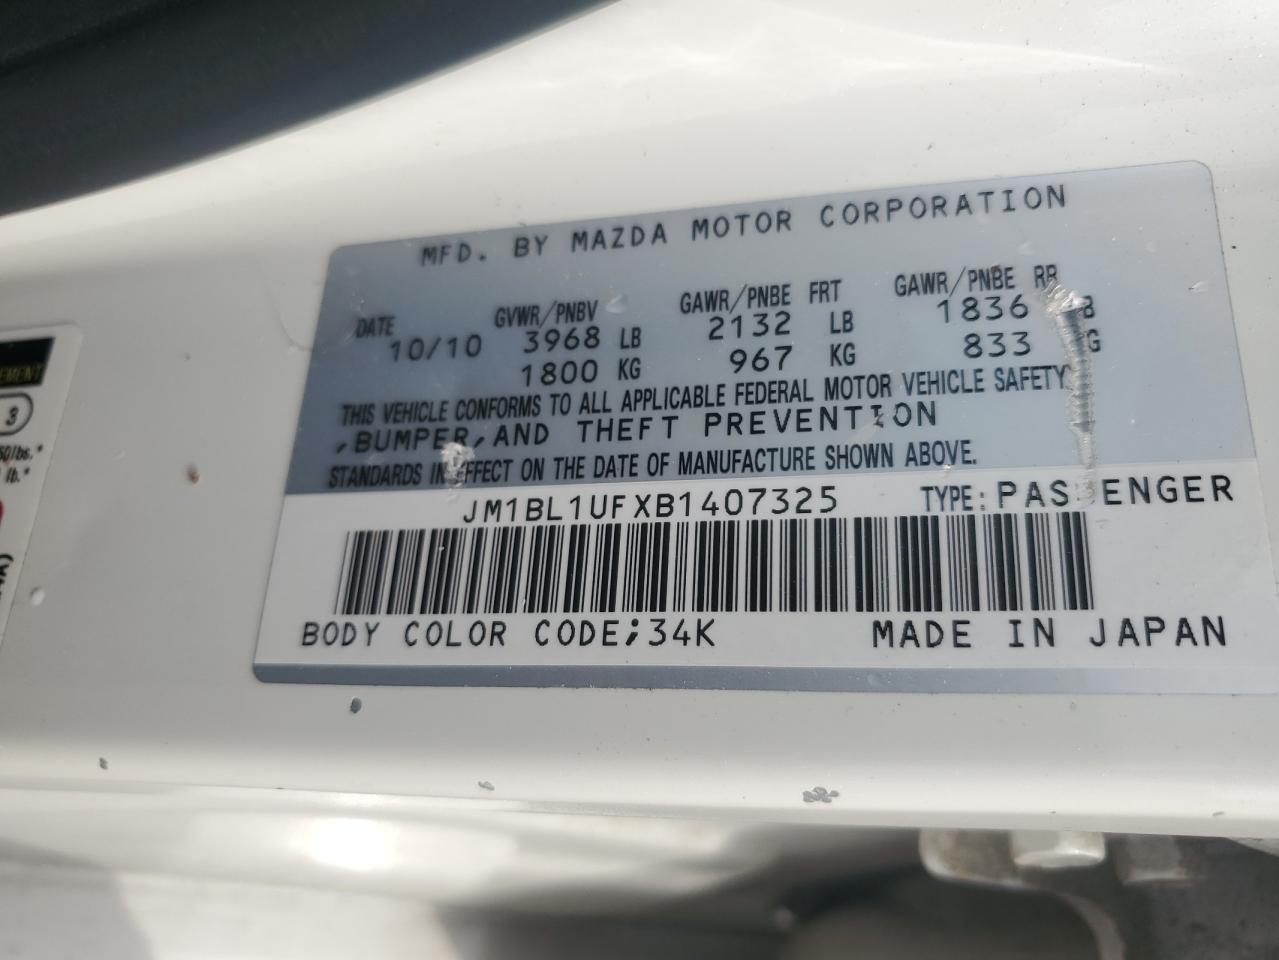 MFD. BY MAZDA MOTOR CORPORATION
DATE GVWR/PNBV GAWR/PNBE FRT GAWR/PNBE RR
10/10 3968 LB 2132 LB 1836
1800 KG 967 KG 833
THIS VEHICLE CONFORMS TO ALL APPLICABLE FEDERAL MOTOR VEHICLE SAFETY
,BUMPER,AND THEFT PREVENTION
STANDARDS IN EFFECT ON THE DATE OF MANUFACTURE SHOWN ABOVE.
JM1BL1UFXB1407325 TYPE: PASSENGER
BODY COLOR CODE;34K MADE IN JAPAN
3
lb.*